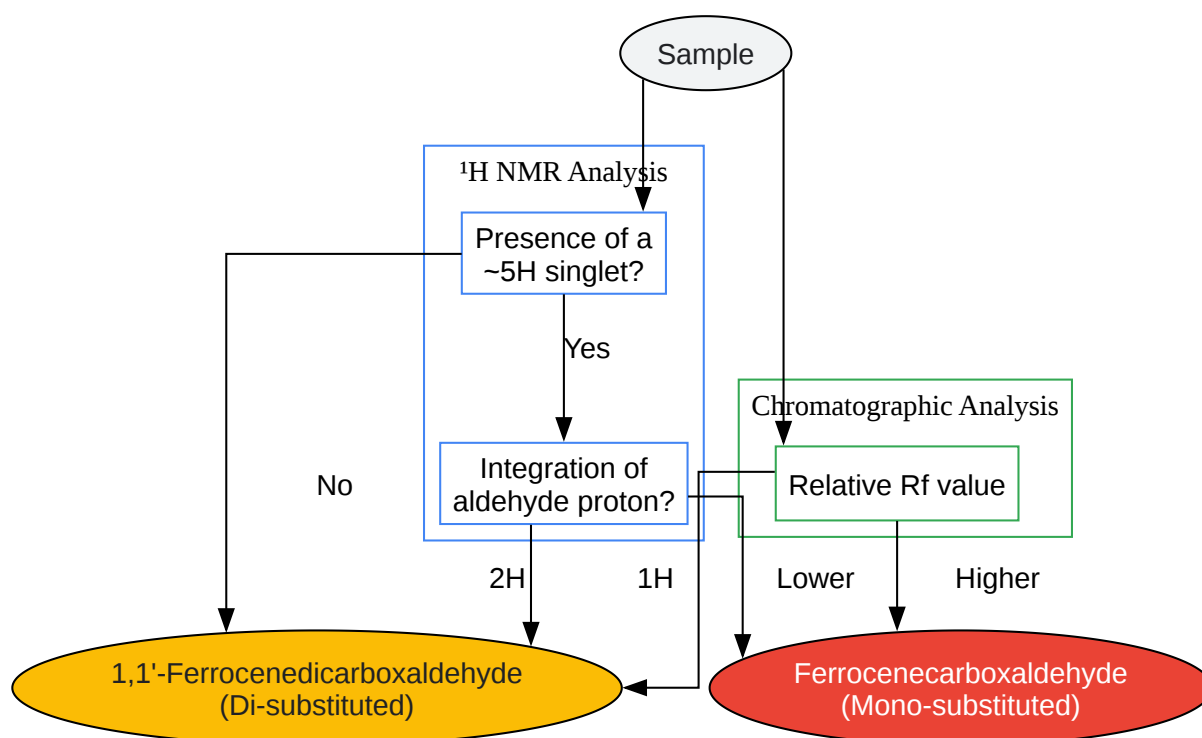 Sample
¹H NMR Analysis
Presence of a
~5H singlet?
Yes
Chromatographic Analysis
Integration of
aldehyde proton?
Relative Rf value
No
2H
1H
Lower
Higher
1,1'-Ferrocenedicarboxaldehyde
(Di-substituted)
Ferrocenecarboxaldehyde
(Mono-substituted)